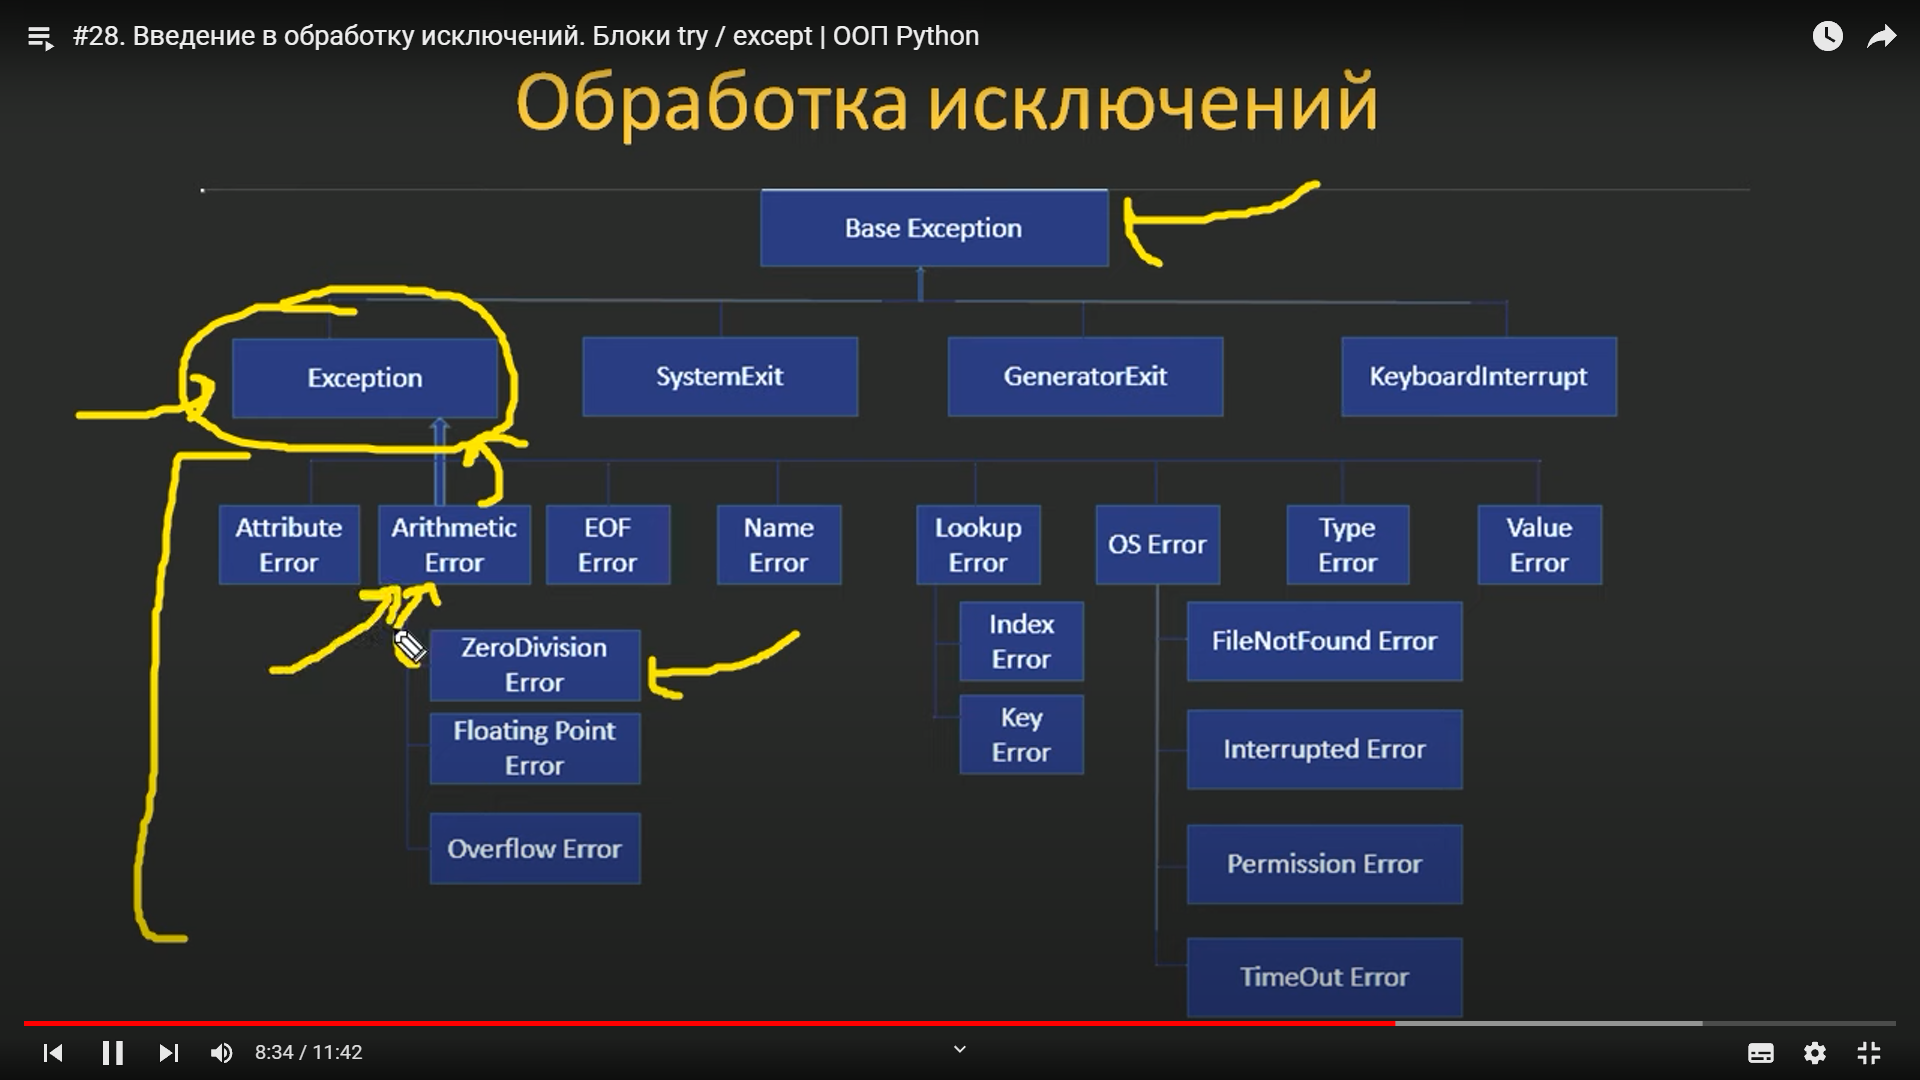 #28. Введение в обработку исключений. Блоки try / except | ООП Python
Обработка исключений
Base Exception
Exception
SystemExit
GeneratorExit
KeyboardInterrupt
Attribute
Error
Arithmetic
Error
EOF
Error
Name
Error
Lookup
Error
OS Error
Type
Error
Value
Error
ZeroDivision
Error
Floating Point
Error
Overflow Error
Index
Error
Key
Error
FileNotFound Error
Interrupted Error
Permission Error
TimeOut Error
8:34 / 11:42